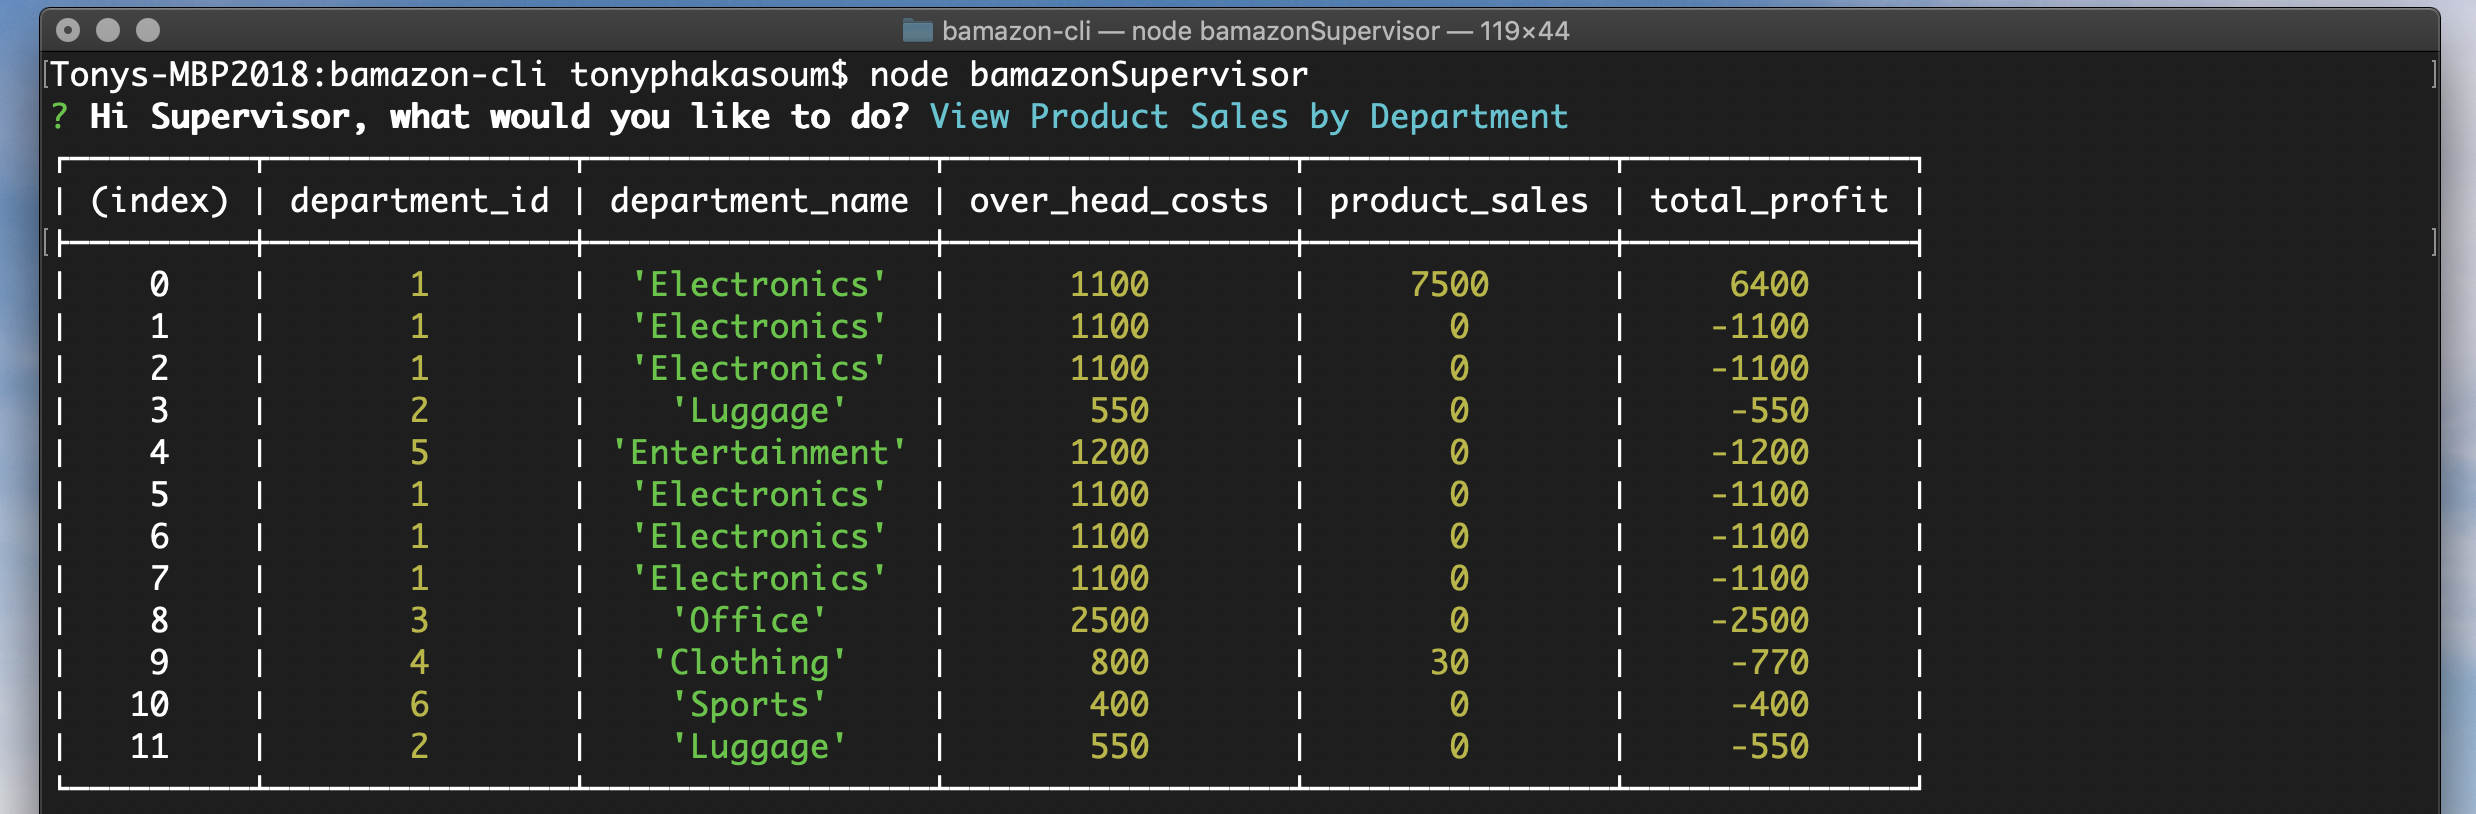 bamazon-cli — node bamazonSupervisor — 119×44
[Tonys-MBP2018:bamazon-cli tonyphakasoum$ node bamazonSupervisor ]
? Hi Supervisor, what would you like to do? View Product Sales by Department
(index) | department_id | department_name | over_head_costs | product_sales | total_profit
0 | 1 | 'Electronics' | 1100 | 7500 | 6400
1 | 1 | 'Electronics' | 1100 | 0 | -1100
2 | 1 | 'Electronics' | 1100 | 0 | -1100
3 | 2 | 'Luggage' | 550 | 0 | -550
4 | 5 | 'Entertainment' | 1200 | 0 | -1200
5 | 1 | 'Electronics' | 1100 | 0 | -1100
6 | 1 | 'Electronics' | 1100 | 0 | -1100
7 | 1 | 'Electronics' | 1100 | 0 | -1100
8 | 3 | 'Office' | 2500 | 0 | -2500
9 | 4 | 'Clothing' | 800 | 30 | -770
10 | 6 | 'Sports' | 400 | 0 | -400
11 | 2 | 'Luggage' | 550 | 0 | -550